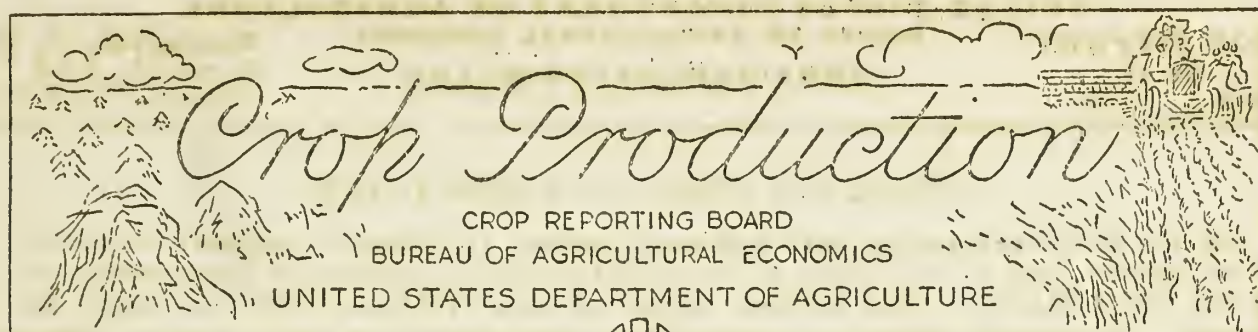 Crop Production
CROP REPORTING BOARD
BUREAU OF AGRICULTURAL ECONOMICS
UNITED STATES DEPARTMENT OF AGRICULTURE